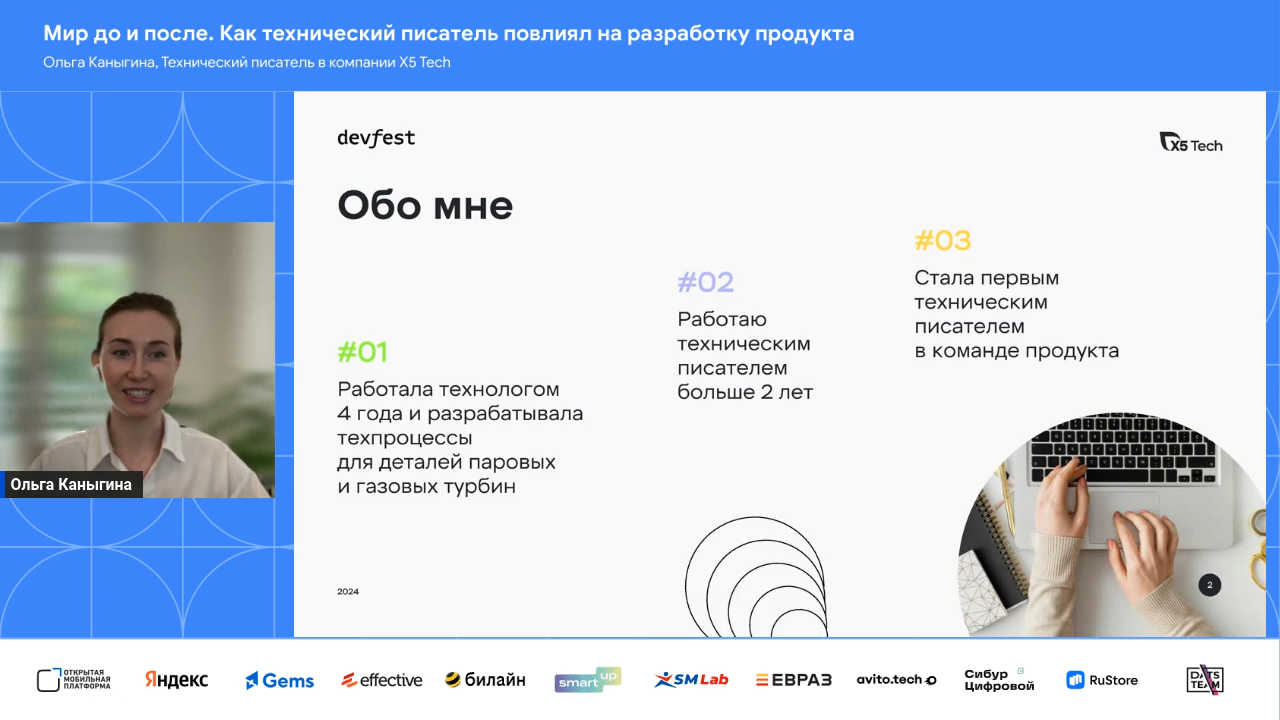 Мир до и после. Как технический писатель повлиял на разработку продукта
Ольга Каныгина, Технический писатель в компании X5 Tech
devfest
X5 Tech
Обо мне
#01
Работала технологом
4 года и разрабатывала
техпроцессы
для деталей паровых
и газовых турбин
#02
Работаю
техническим
писателем
больше 2 лет
#03
Стала первым
техническим
писателем
в команде продукта
Ольга Каныгина
2024
2
ОТКРЫТАЯ
МОБИЛЬНАЯ
ПЛАТФОРМА
Яндекс
Gems
effective
билайн
smart up
SM Lab
ЕВРАЗ
avito.tech
Сибур
Цифровой
RuStore
DATS
TEAM